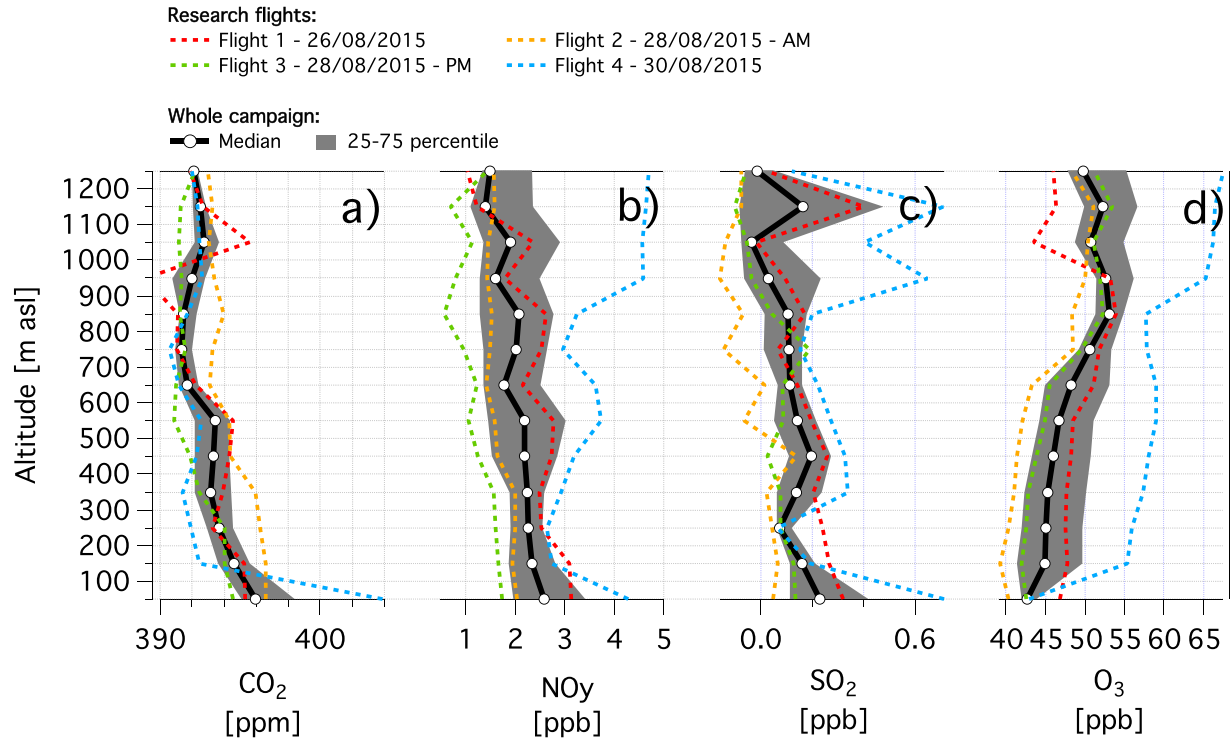 Research flights:
Flight 1 - 26/08/2015
Flight 2 - 28/08/2015 - AM
Flight 3 - 28/08/2015 - PM
Flight 4 - 30/08/2015
Whole campaign:
Median
25-75 percentile
Altitude [m asl]
1200
1100
1000
900
800
700
600
500
400
300
200
100
a)
b)
c)
d)
390
400
1
2
3
4
5
0.0
0.6
40
45
50
55
60
65
CO₂
[ppm]
NOy
[ppb]
SO₂
[ppb]
O₃
[ppb]